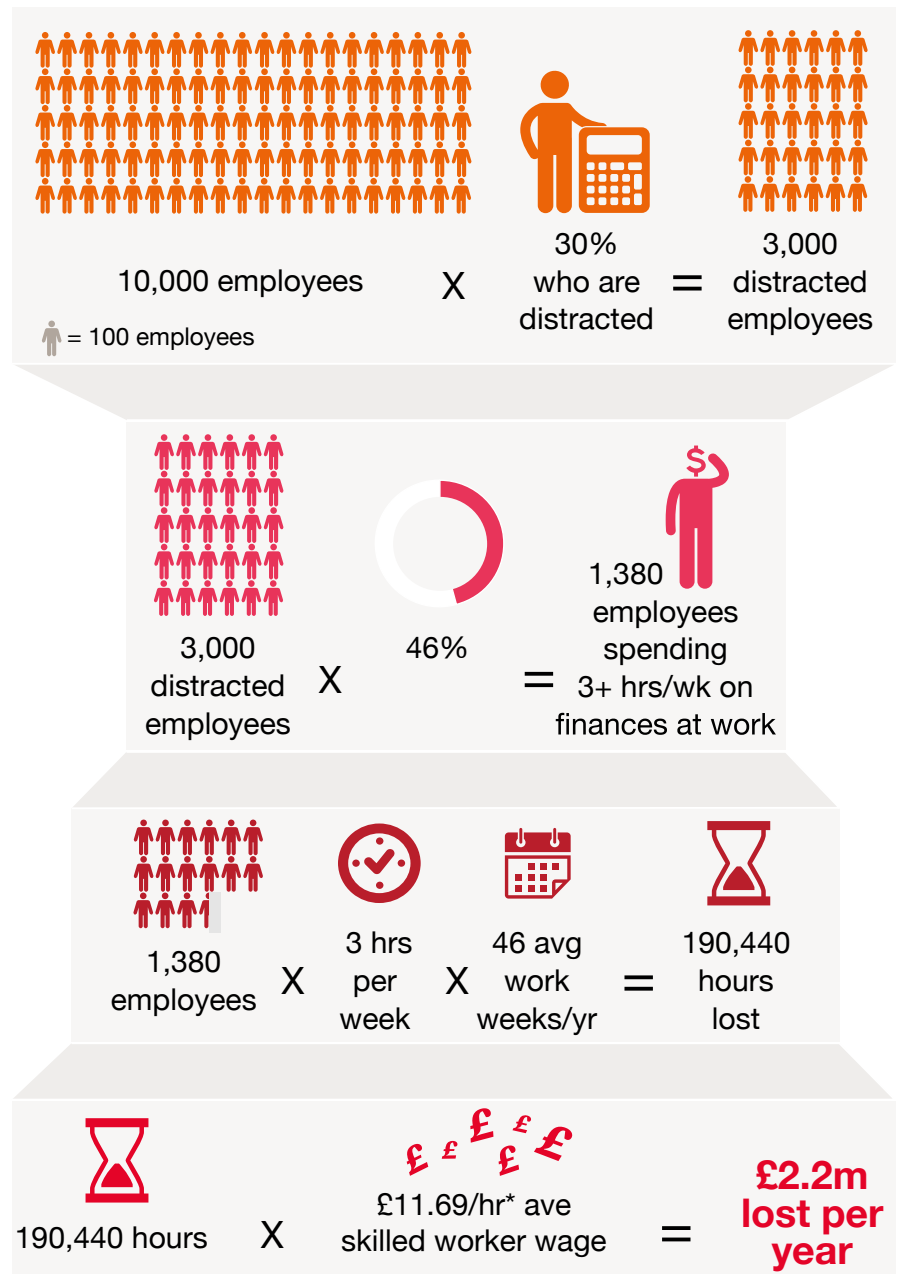 10,000 employees
X
30%
who are
distracted
=
3,000
distracted
employees
= 100 employees
3,000
distracted
employees
X
46%
=
$
1,380
employees
spending
3+ hrs/wk on
finances at work
1,380
employees
X
3 hrs
per
week
X
46 avg
work
weeks/yr
=
190,440
hours
lost
190,440 hours
X
£ £ £ £ £ £
£11.69/hr* ave
skilled worker wage
=
£2.2m
lost per
year